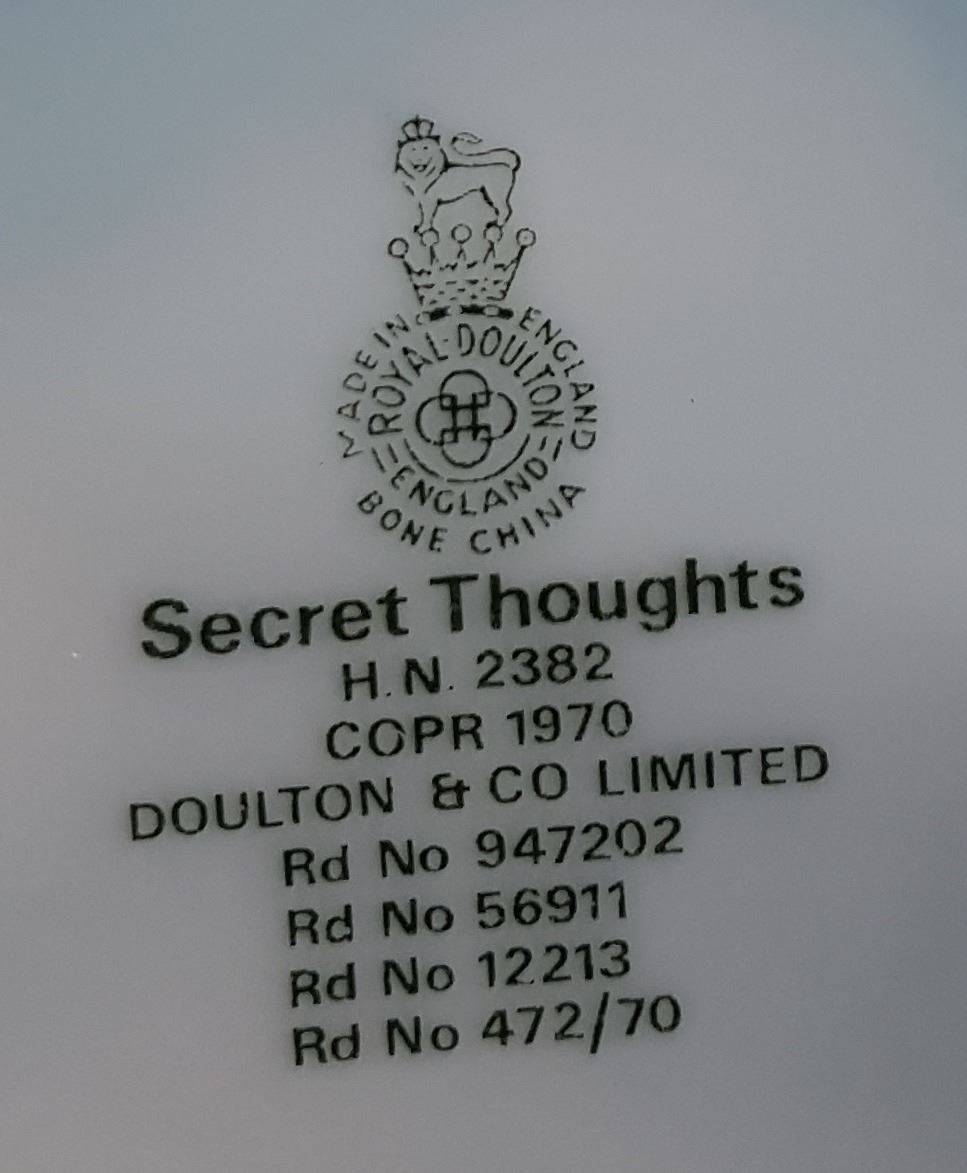 MADE IN ENGLAND
ROYAL·DOULTON
ENGLAND
BONE CHINA
Secret Thoughts
H.N. 2382
COPR 1970
DOULTON & CO LIMITED
Rd No 947202
Rd No 56911
Rd No 12213
Rd No 472/70